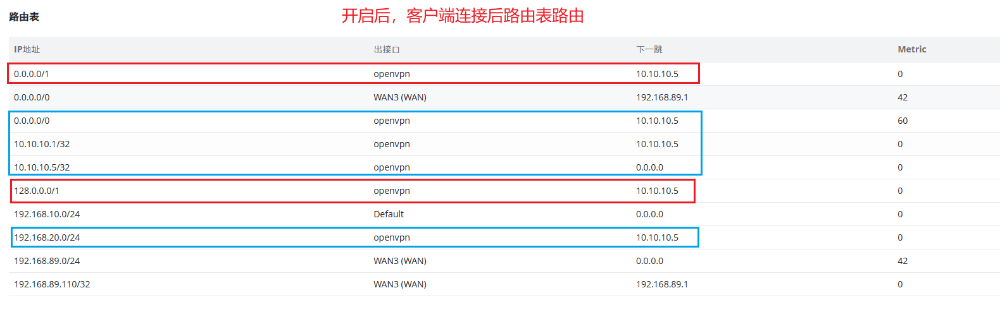 路由表
开启后，客户端连接后路由表路由
IP地址 出接口 下一跳 Metric
0.0.0.0/1 openvpn 10.10.10.5 0
0.0.0.0/0 WAN3 (WAN) 192.168.89.1 42
0.0.0.0/0 openvpn 10.10.10.5 60
10.10.10.1/32 openvpn 10.10.10.5 0
10.10.10.5/32 openvpn 0.0.0.0 0
128.0.0.0/1 openvpn 10.10.10.5 0
192.168.10.0/24 Default 0.0.0.0 0
192.168.20.0/24 openvpn 10.10.10.5 0
192.168.89.0/24 WAN3 (WAN) 0.0.0.0 42
192.168.89.110/32 WAN3 (WAN) 192.168.89.1 0